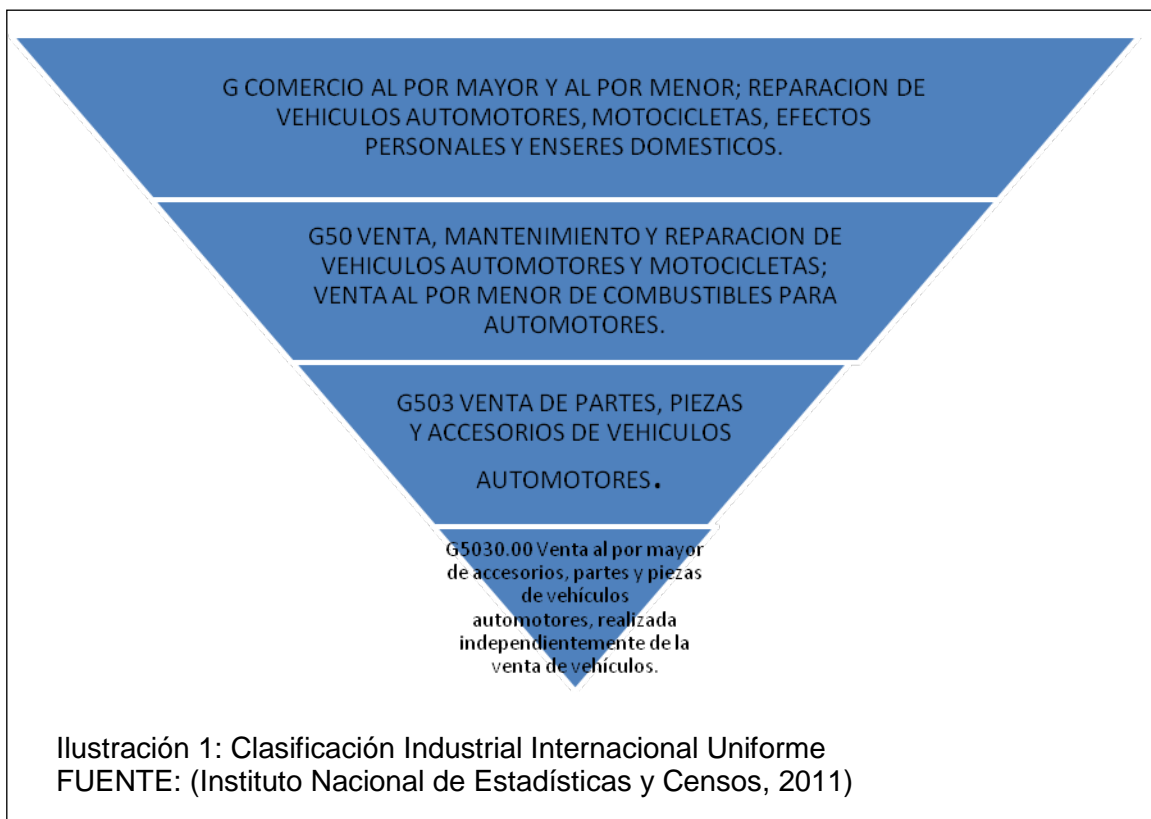 G COMERCIO AL POR MAYOR Y AL POR MENOR; REPARACION DE
VEHICULOS AUTOMOTORES, MOTOCICLETAS, EFECTOS
PERSONALES Y ENSERES DOMESTICOS.
G50 VENTA, MANTENIMIENTO Y REPARACION DE
VEHICULOS AUTOMOTORES Y MOTOCICLETAS;
VENTA AL POR MENOR DE COMBUSTIBLES PARA
AUTOMOTORES.
G503 VENTA DE PARTES, PIEZAS
Y ACCESORIOS DE VEHICULOS
AUTOMOTORES.
G5030.00 Venta al por mayor
de accesorios, partes y piezas
de vehículos
automotores, realizada
independientemente de la
venta de vehículos.
Ilustración 1: Clasificación Industrial Internacional Uniforme
FUENTE: (Instituto Nacional de Estadísticas y Censos, 2011)